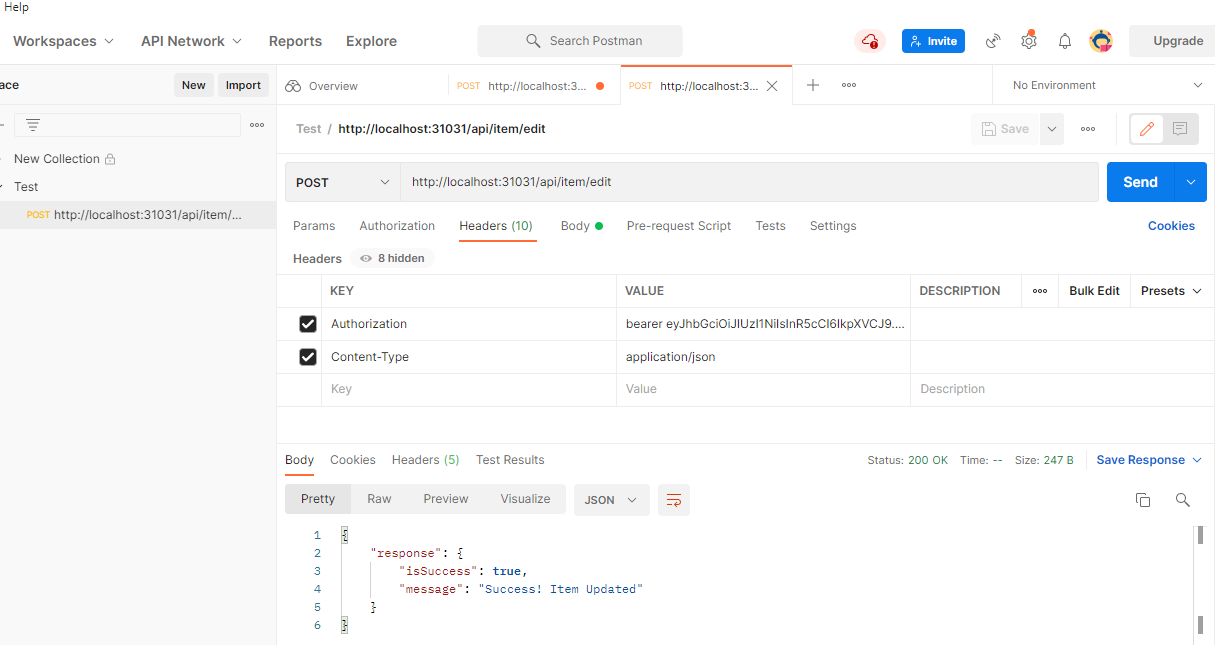 Help
Workspaces API Network Reports Explore Search Postman Invite Upgrade
ace New Import Overview POST http://localhost:3... POST http://localhost:3... No Environment
Test / http://localhost:31031/api/item/edit Save
New Collection
Test
POST http://localhost:31031/api/item/...
POST http://localhost:31031/api/item/edit Send
Params Authorization Headers (10) Body Pre-request Script Tests Settings Cookies
Headers 8 hidden
KEY VALUE DESCRIPTION Bulk Edit Presets
Authorization bearer eyJhbGciOiJIUzI1NiIsInR5cCI6IkpXVCJ9....
Content-Type application/json
Key Value Description
Body Cookies Headers (5) Test Results Status: 200 OK Time: -- Size: 247 B Save Response
Pretty Raw Preview Visualize JSON
1 {
2 "response": {
3 "isSuccess": true,
4 "message": "Success! Item Updated"
5 }
6 }